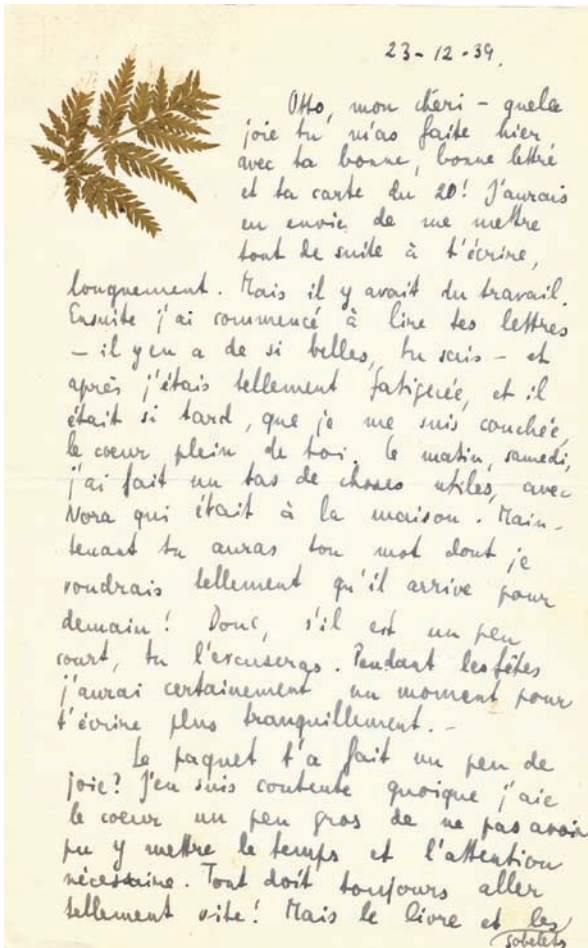 23-12-39.
Otto, mon chéri – quelle
joie tu m'as faite hier
avec ta bonne, bonne lettre
et ta carte du 20! J'aurais
eu envie de me mettre
tout de suite à t'écrire,
longuement. Mais il y avait du travail.
Ensuite j'ai commencé à lire tes lettres
– il y en a de si belles, tu sais – et
après j'étais tellement fatiguée, et il
était si tard, que je me suis couchée,
le coeur plein de toi. Ce matin, samedi,
j'ai fait un tas de choses utiles, avec
Nora qui était à la maison. Main-
tenant tu auras ton mot dont je
voudrais tellement qu'il arrive pour
demain! Donc, s'il est un peu
court, tu l'excuseras. Pendant les fêtes
j'aurai certainement un moment pour
t'écrire plus tranquillement. –
Le paquet t'a fait un peu de
joie? J'en suis contente quoique j'aie
le coeur un peu gros de ne pas avoir
pu y mettre le temps et l'attention
nécessaire. Tout doit toujours aller
tellement vite! Mais le livre et les
gobelets